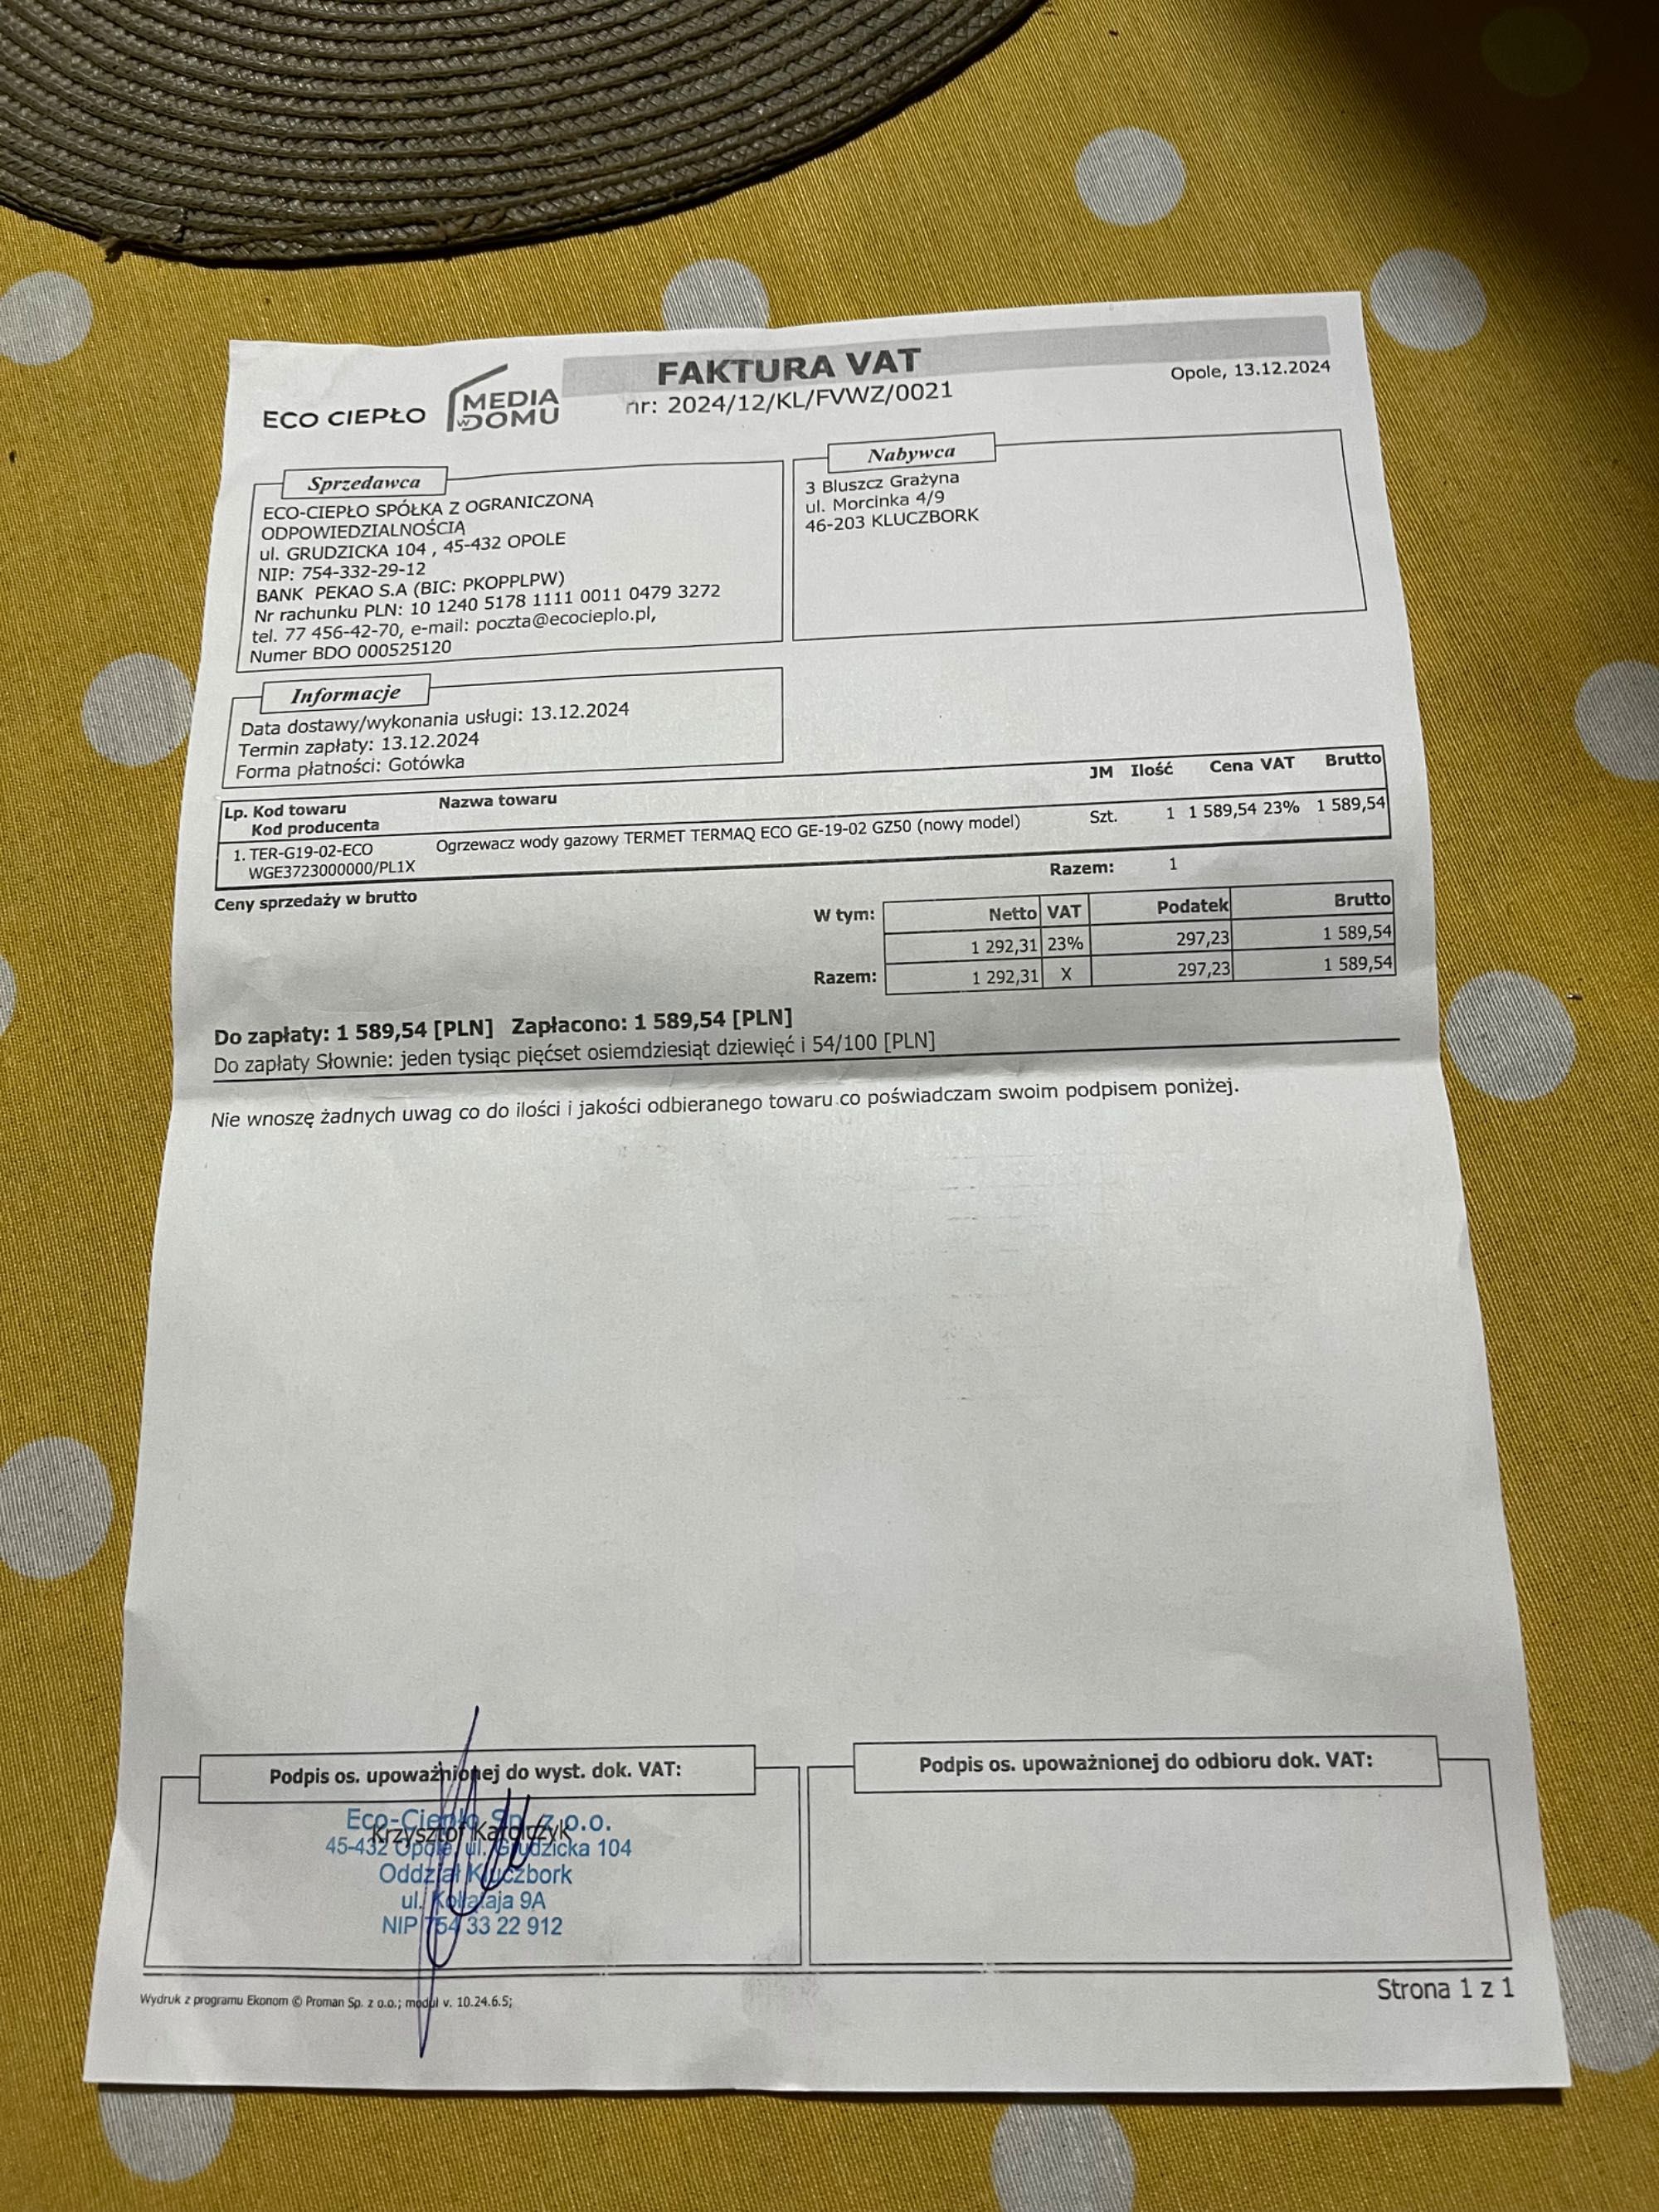 ECO CIEPŁO
MEDIA
W DOMU
FAKTURA VAT
nr: 2024/12/KL/FVWZ/0021
Opole, 13.12.2024
Sprzedawca
ECO-CIEPŁO SPÓŁKA Z OGRANICZONĄ
ODPOWIEDZIALNOŚCIĄ
ul. GRUDZICKA 104 , 45-432 OPOLE
NIP: 754-332-29-12
BANK PEKAO S.A (BIC: PKOPPLPW)
Nr rachunku PLN: 10 1240 5178 1111 0011 0479 3272
tel. 77 456-42-70, e-mail: poczta@ecocieplo.pl,
Numer BDO 000525120
Nabywca
3 Bluszcz Grażyna
ul. Morcinka 4/9
46-203 KLUCZBORK
Informacje
Data dostawy/wykonania usługi: 13.12.2024
Termin zapłaty: 13.12.2024
Forma płatności: Gotówka
Lp. Kod towaru Nazwa towaru JM Ilość Cena VAT Brutto
Kod producenta
1. TER-G19-02-ECO Ogrzewacz wody gazowy TERMET TERMAQ ECO GE-19-02 GZ50 (nowy model) Szt. 1 1 589,54 23% 1 589,54
WGE3723000000/PL1X
Razem: 1
Ceny sprzedaży w brutto
W tym: Netto VAT Podatek Brutto
1 292,31 23% 297,23 1 589,54
Razem: 1 292,31 X 297,23 1 589,54
Do zapłaty: 1 589,54 [PLN] Zapłacono: 1 589,54 [PLN]
Do zapłaty Słownie: jeden tysiąc pięćset osiemdziesiąt dziewięć i 54/100 [PLN]
Nie wnoszę żadnych uwag co do ilości i jakości odbieranego towaru co poświadczam swoim podpisem poniżej.
Podpis os. upoważnionej do wyst. dok. VAT:
Eco-Ciepło Sp. z o.o.
Krzysztof
45-432 Opole, ul. Grudzicka 104
Oddział Kluczbork
ul. Kołłątaja 9A
NIP 754 33 22 912
Podpis os. upoważnionej do odbioru dok. VAT:
Wydruk z programu Ekonom © Proman Sp. z o.o.; moduł v. 10.24.6.5;
Strona 1 z 1